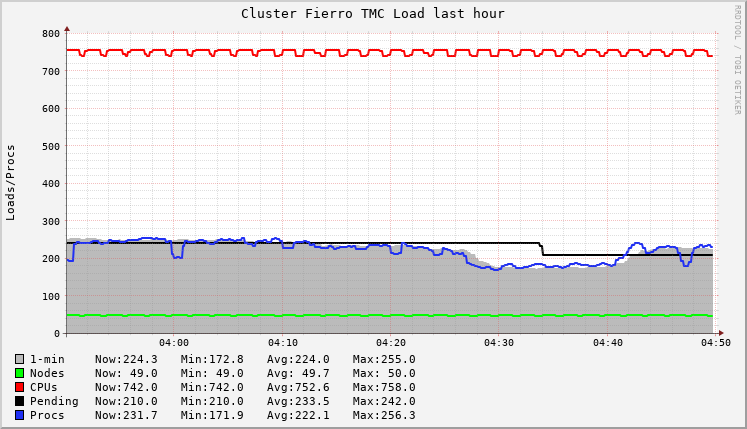 Cluster Fierro TMC Load last hour
RRDTOOL / TOBI OETIKER
Loads/Procs
800
700
600
500
400
300
200
100
0
04:00 04:10 04:20 04:30 04:40 04:50
1-min Now:224.3 Min:172.8 Avg:224.0 Max:255.0
Nodes Now: 49.0 Min: 49.0 Avg: 49.7 Max: 50.0
CPUs Now:742.0 Min:742.0 Avg:752.6 Max:758.0
Pending Now:210.0 Min:210.0 Avg:233.5 Max:242.0
Procs Now:231.7 Min:171.9 Avg:222.1 Max:256.3